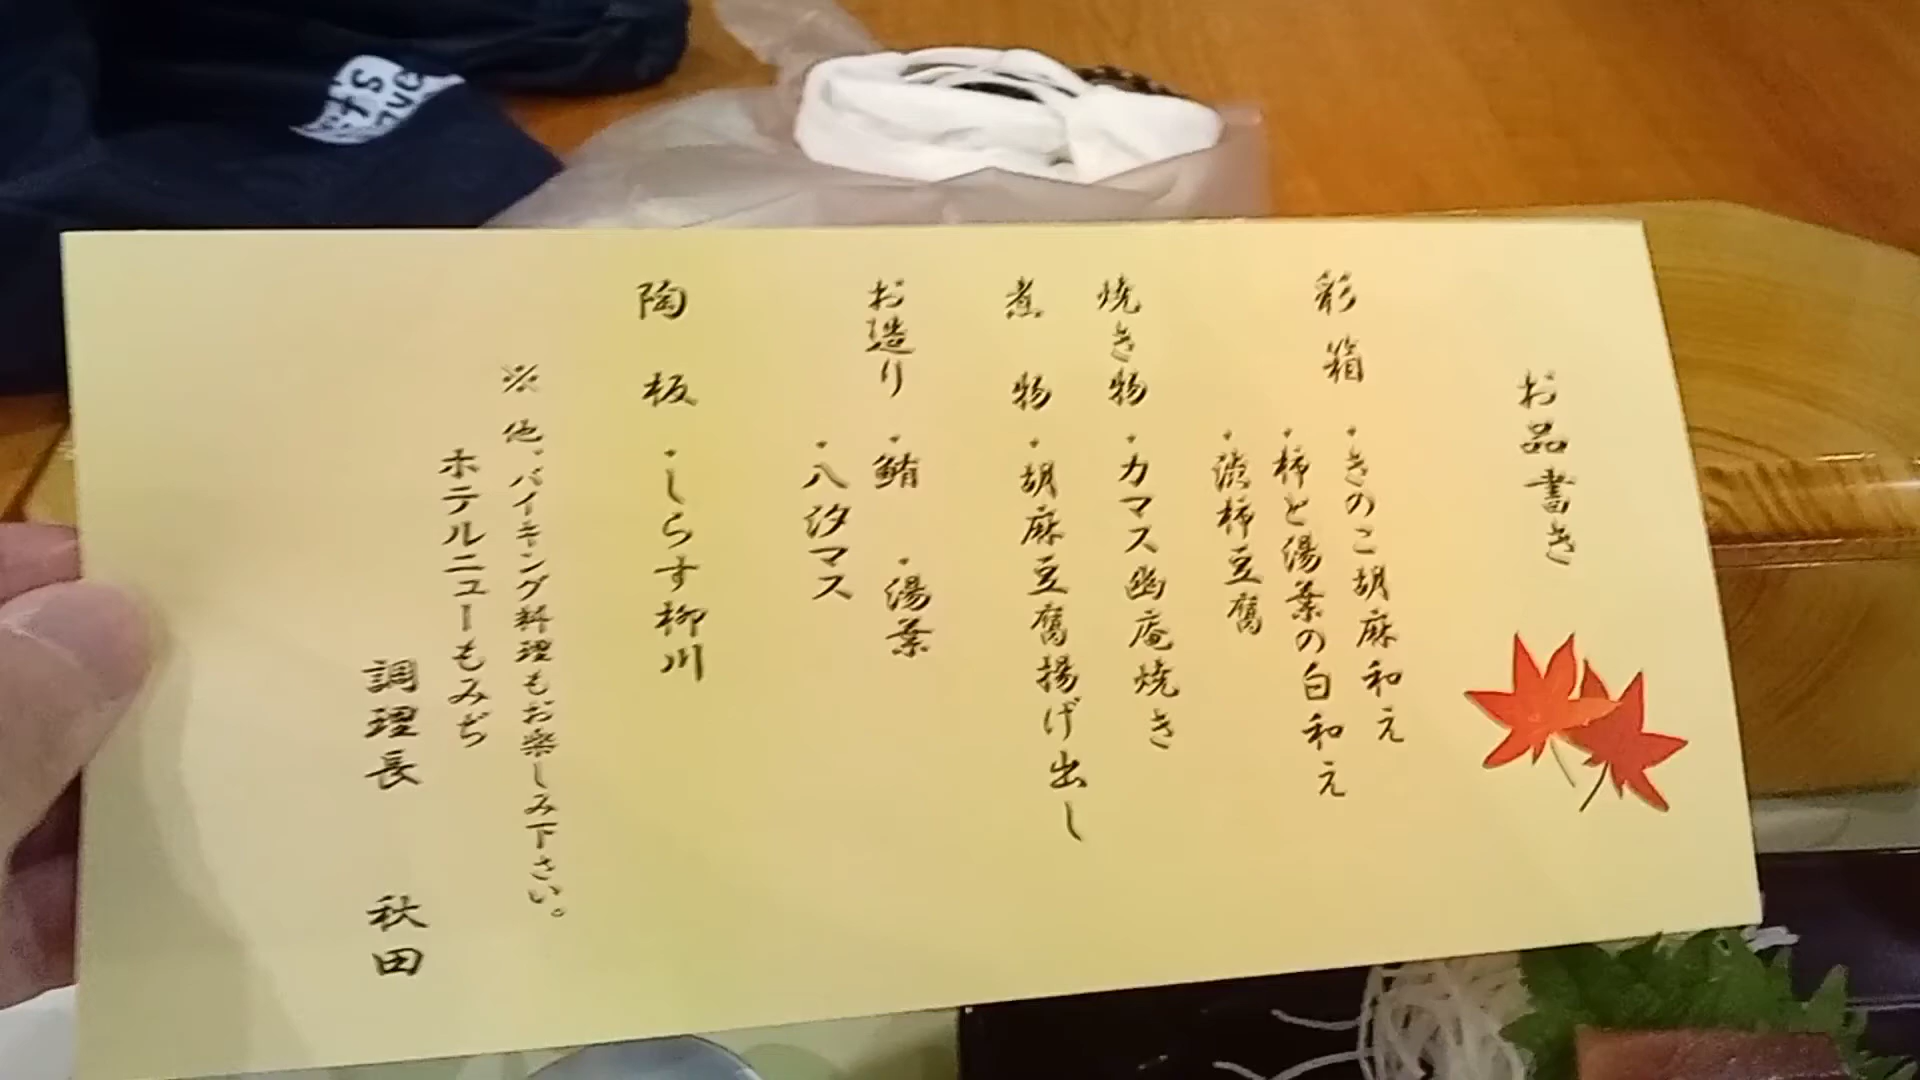 お品書き
彩箱 ・きのこ胡麻和え
・柿と湯葉の白和え
・渋柿豆腐
焼き物 ・カマス幽庵焼き
煮物 ・胡麻豆腐揚げ出し
お造り ・鮪 ・湯葉
・八汐マス
陶板 ・しらす柳川
※他、バイキング料理もお楽しみ下さい。
ホテルニューもみぢ
調理長 秋田